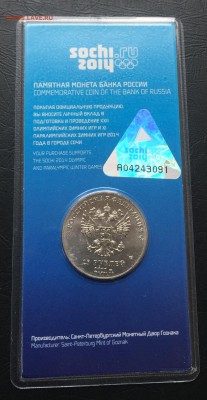 sochi.ru
2014
ПАМЯТНАЯ МОНЕТА БАНКА РОССИИ
COMMEMORATIVE COIN OF THE BANK OF RUSSIA
ПОКУПАЯ ОФИЦИАЛЬНУЮ ПРОДУКЦИЮ,
ВЫ ВНОСИТЕ ЛИЧНЫЙ ВКЛАД В
ПОДГОТОВКУ И ПРОВЕДЕНИЕ XXII
ОЛИМПИЙСКИХ ЗИМНИХ ИГР И XI
ПАРАЛИМПИЙСКИХ ЗИМНИХ ИГР 2014
ГОДА В ГОРОДЕ СОЧИ
YOUR PURCHASE SUPPORTS
THE SOCHI 2014 OLYMPIC
AND PARALYMPIC WINTER GAMES
sochi
2014
A04243091
25 РУБЛЕЙ
Производитель: Санкт-Петербургский Монетный Двор Гознака
Manufacturer: Saint-Petersburg Mint of Goznak